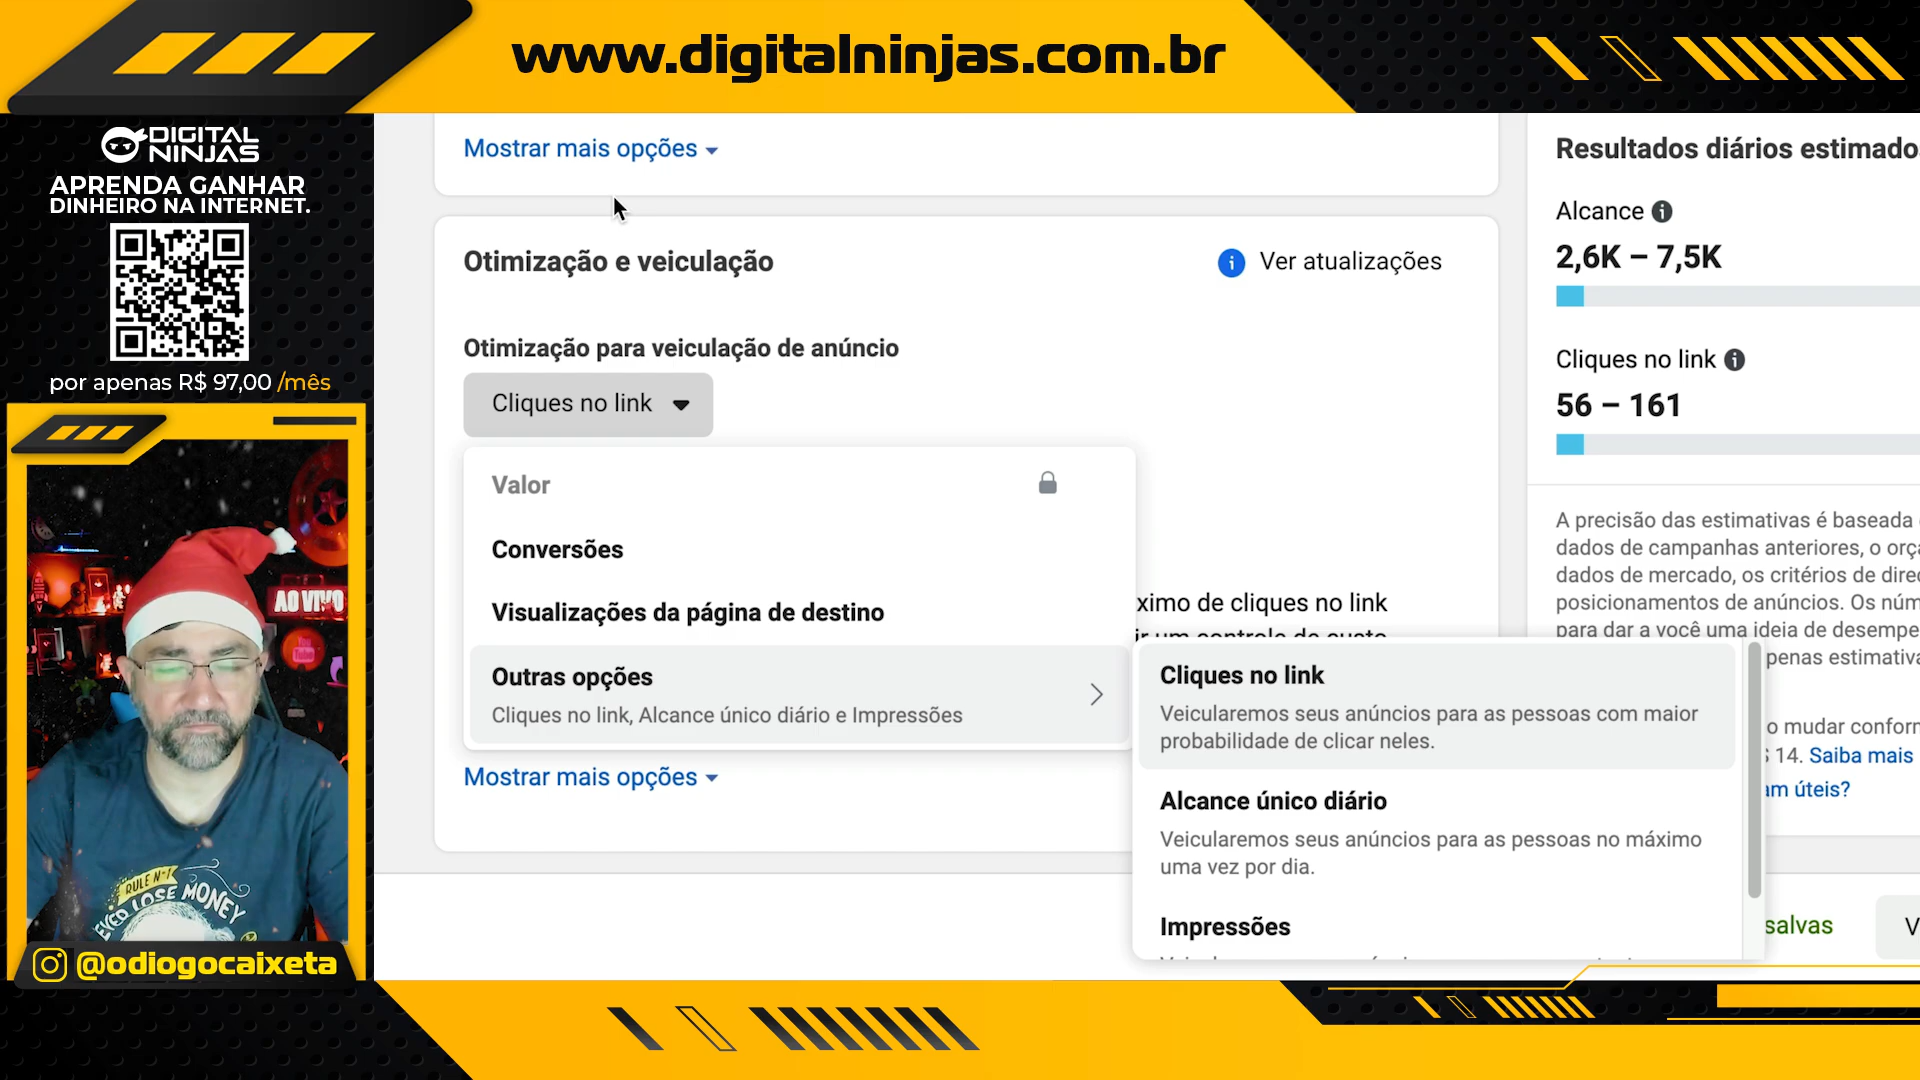 www.digitalninjas.com.br
DIGITAL
NINJAS
APRENDA GANHAR
DINHEIRO NA INTERNET.
por apenas R$ 97,00 /mês
AO VIVO
RULE Nº1
LOSE MONEY
@odiogocaixeta
Mostrar mais opções
Otimização e veiculação
Ver atualizações
Otimização para veiculação de anúncio
Cliques no link
Valor
Conversões
Visualizações da página de destino
Outras opções
Cliques no link, Alcance único diário e Impressões
ximo de cliques no link
Mostrar mais opções
Cliques no link
Veicularemos seus anúncios para as pessoas com maior
probabilidade de clicar neles.
Alcance único diário
Veicularemos seus anúncios para as pessoas no máximo
uma vez por dia.
Impressões
Resultados diários estimado
Alcance
2,6K – 7,5K
Cliques no link
56 – 161
A precisão das estimativas é baseada
dados de campanhas anteriores, o orç
dados de mercado, os critérios de dire
posicionamentos de anúncios. Os núm
para dar a você uma ideia de desempe
penas estimativa
o mudar conform
14. Saiba mais
am úteis?
salvas
V